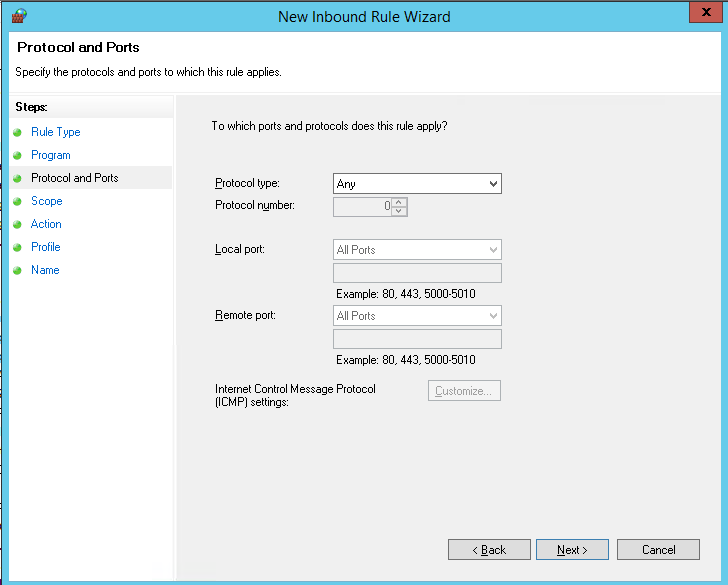 New Inbound Rule Wizard
x
Protocol and Ports
Specify the protocols and ports to which this rule applies.
Steps:
Rule Type
Program
Protocol and Ports
Scope
Action
Profile
Name
To which ports and protocols does this rule apply?
Protocol type:
Any
Protocol number:
0
Local port:
All Ports
Example: 80, 443, 5000-5010
Remote port:
All Ports
Example: 80, 443, 5000-5010
Internet Control Message Protocol
(ICMP) settings:
Customize...
< Back
Next >
Cancel